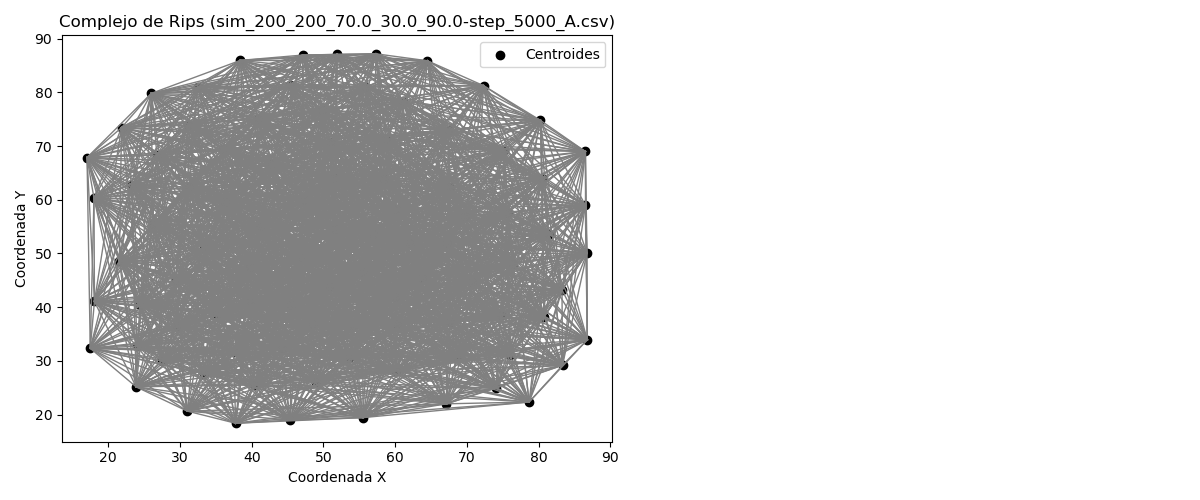 Complejo de Rips (sim_200_200_70.0_30.0_90.0-step_5000_A.csv)
Centroides
90
80
70
60
50
40
30
20
Coordenada Y
20 30 40 50 60 70 80 90
Coordenada X